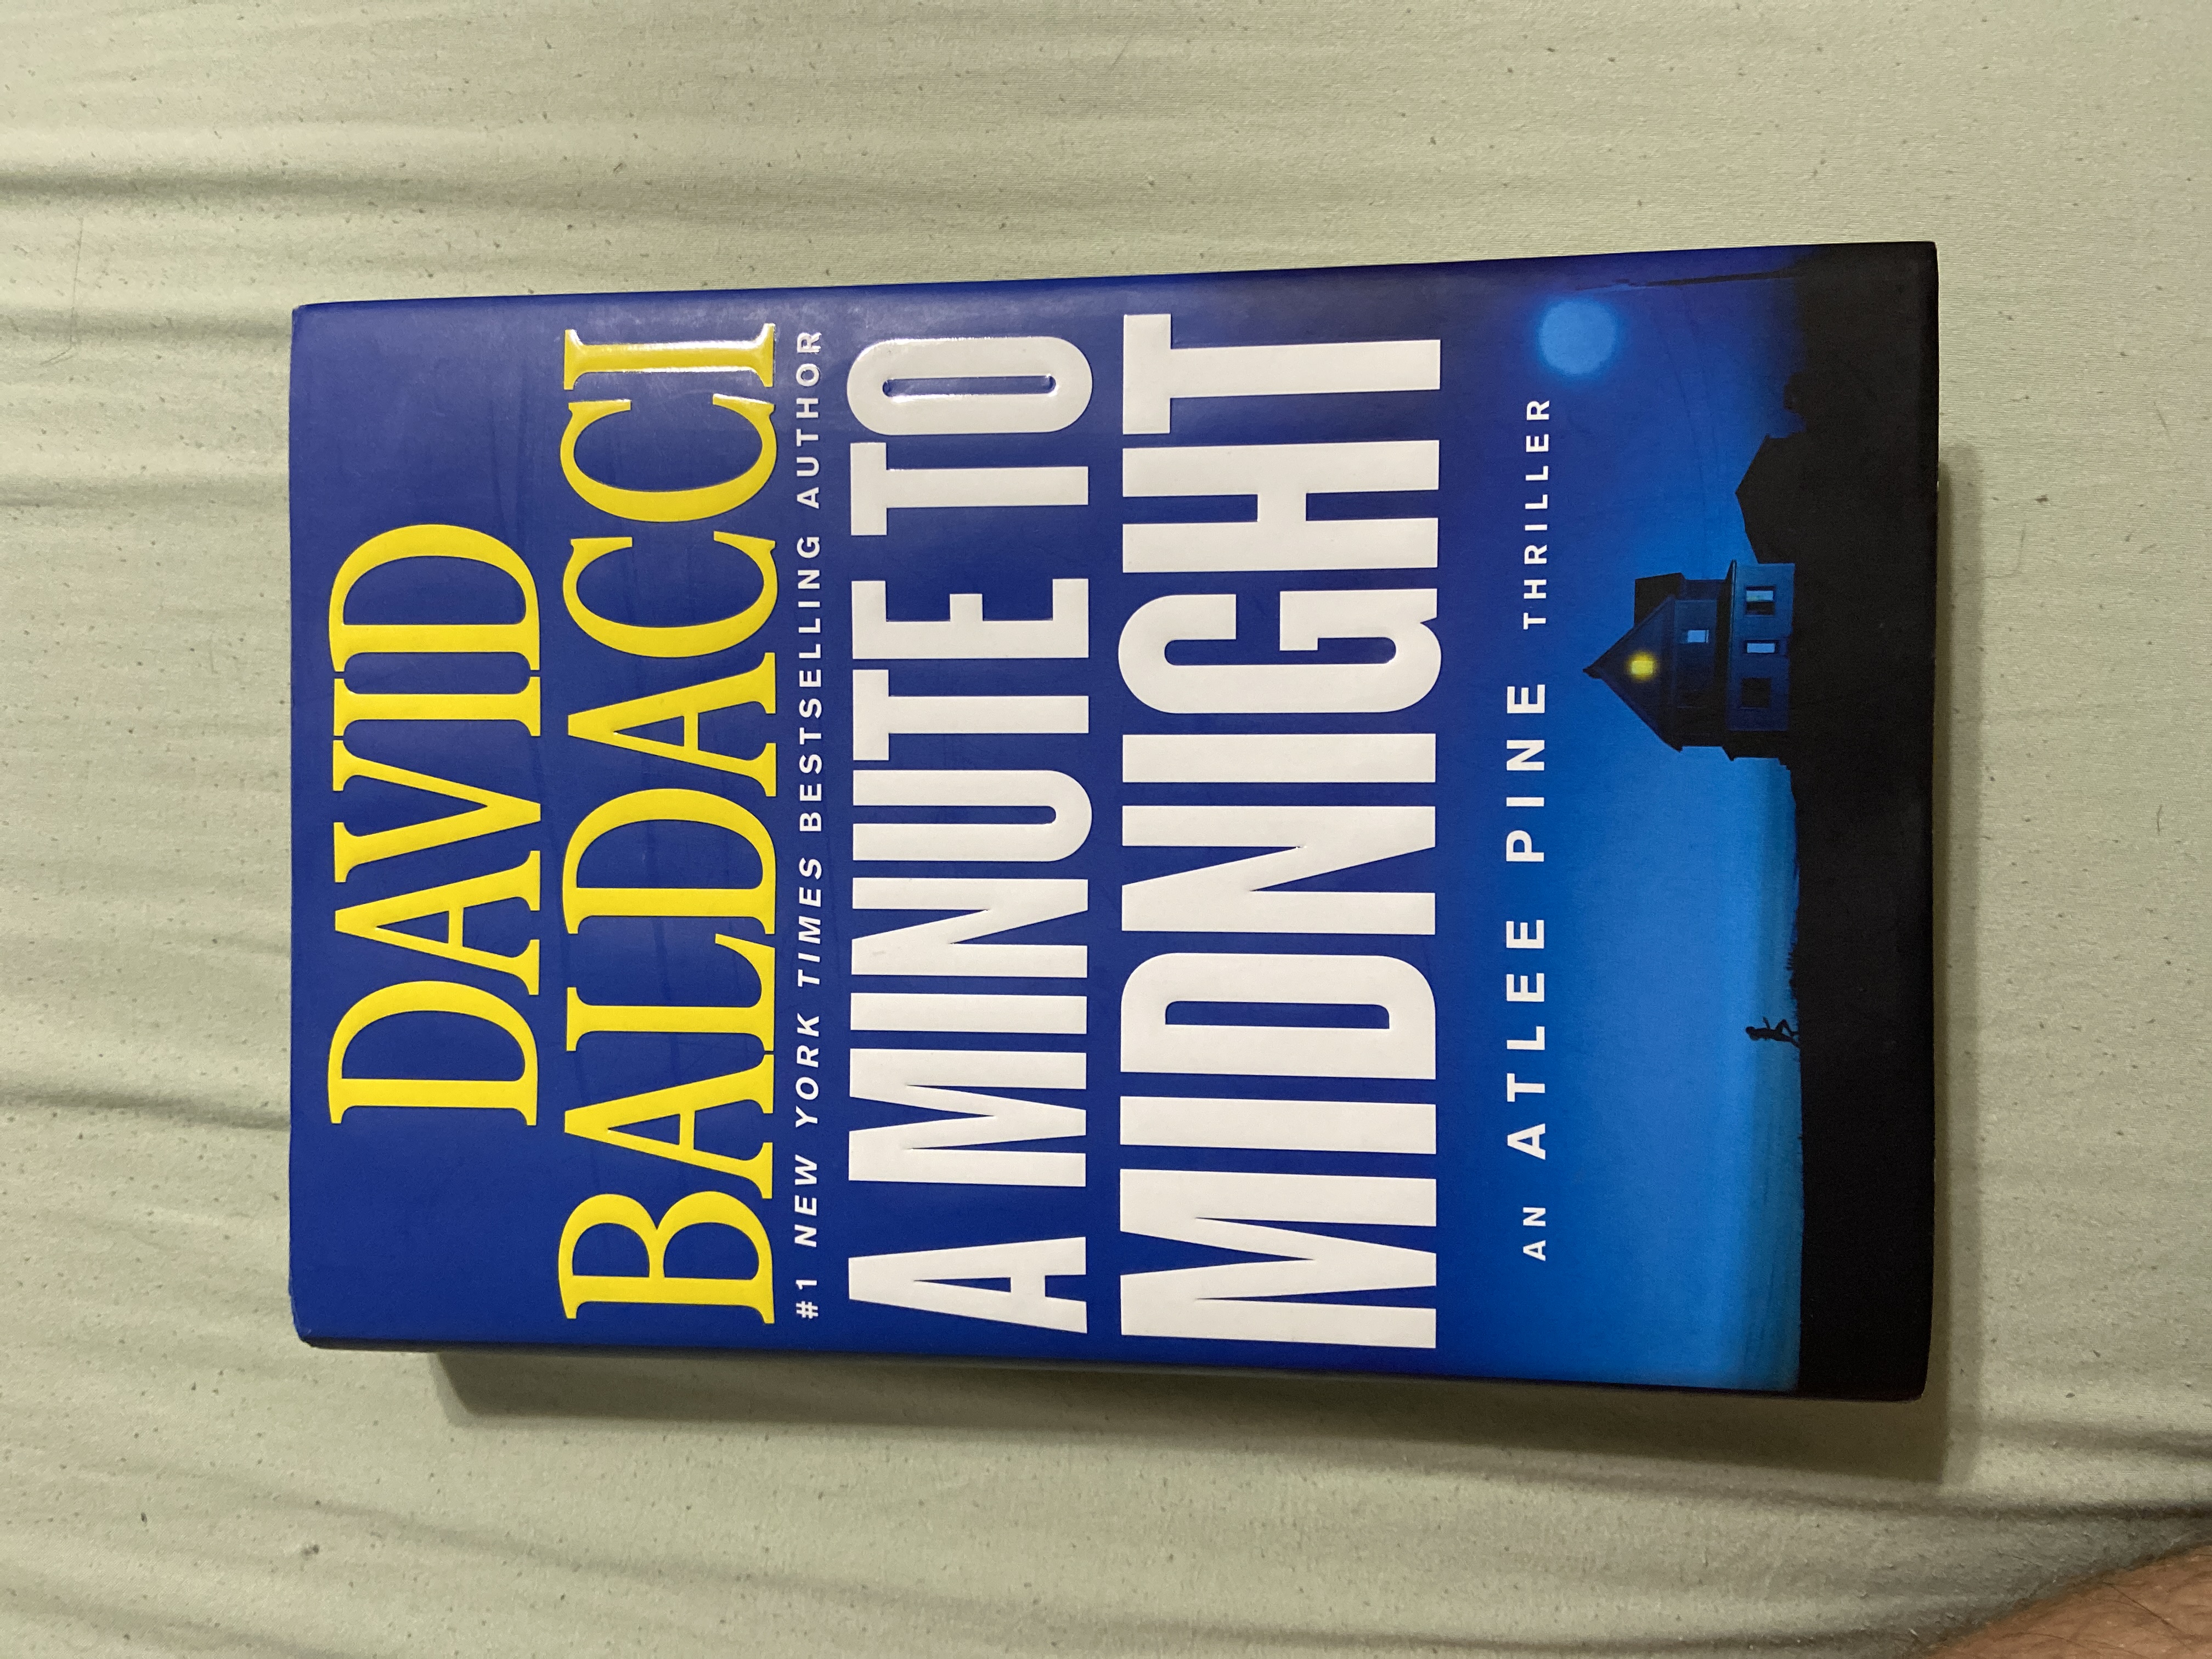 DAVID
BALDACCI
#1 NEW YORK TIMES BESTSELLING AUTHOR
A MINUTE TO
MIDNIGHT
AN ATLEE PINE THRILLER